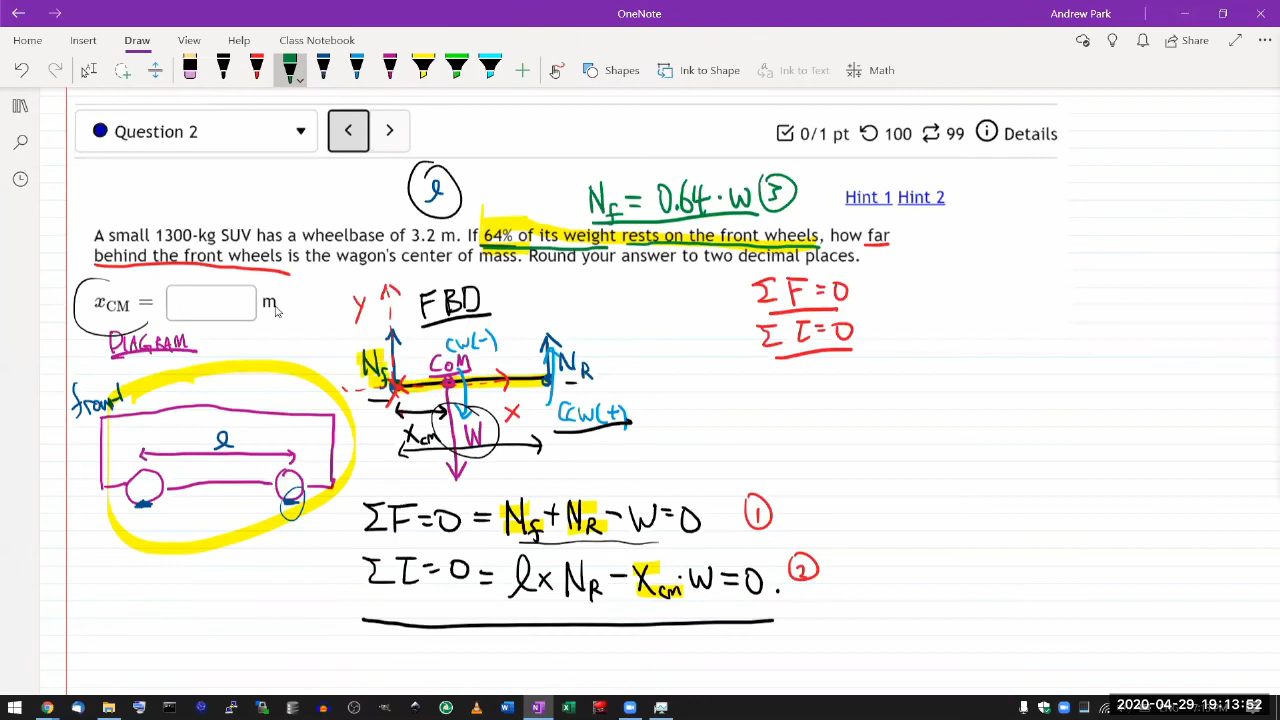 OneNote
Andrew Park
Home Insert Draw View Help Class Notebook
Share
Shapes Ink to Shape Ink to Text Math
Question 2
0/1 pt 100 99 Details
l
N_f = 0.64 · W ③
Hint 1 Hint 2
A small 1300-kg SUV has a wheelbase of 3.2 m. If 64% of its weight rests on the front wheels, how far
behind the front wheels is the wagon's center of mass. Round your answer to two decimal places.
x_CM = m
DIAGRAM
front
l
FBD
y
CW(-)
N_f
CoM
N_R
x
CCW(+)
x_cm
W
ΣF=0
Στ=0
ΣF=0 = N_f + N_R - W = 0 ①
Στ=0 = l × N_R - x_cm · W = 0. ②
2020-04-29 19:13:52